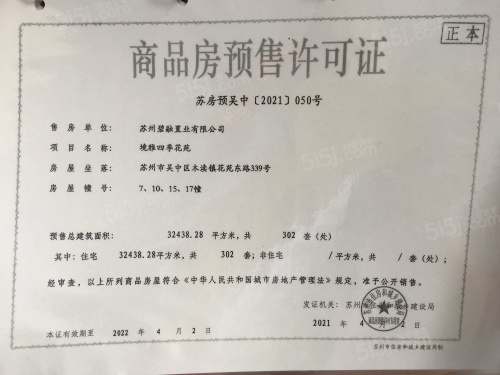 正本
商品房预售许可证
苏房预吴中〔2021〕050号
售房单位： 苏州碧融置业有限公司
项目名称： 境雅四季花苑
房屋坐落： 苏州市吴中区木渎镇花苑东路339号
房屋幢号： 7、10、15、17幢
预售总建筑面积： 32438.28 平方米，共 302 套（处）
其中：住宅 32438.28平方米，共 302 套；非住宅 /平方米，共 / 套（处）；
经审查，以上所列商品房屋符合《中华人民共和国城市房地产管理法》规定，准予公开销售。
发证机关：苏州市住房和城乡建设局
2021 年 4月 2日
本证有效期至 2022 年 4月 2日
苏州市住房和城乡建设局制